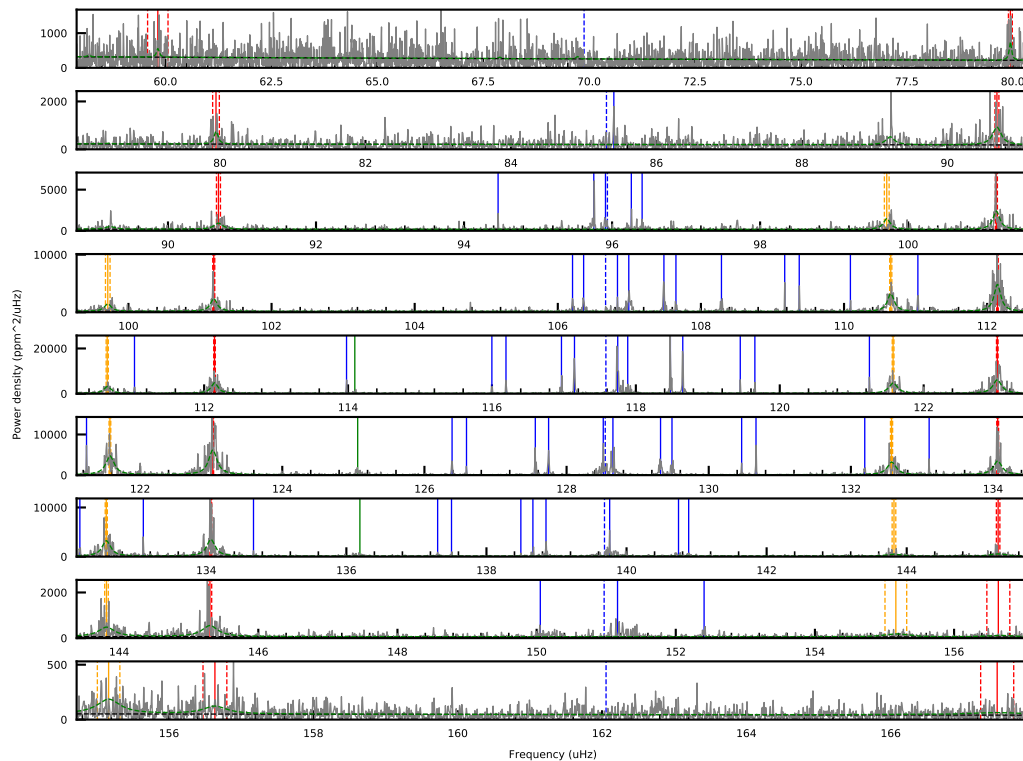 1000
0
60.0 62.5 65.0 67.5 70.0 72.5 75.0 77.5 80.0
2000
0
80 82 84 86 88 90
5000
0
90 92 94 96 98 100
10000
0
100 102 104 106 108 110 112
20000
0
112 114 116 118 120 122
10000
0
122 124 126 128 130 132 134
10000
0
134 136 138 140 142 144
2000
0
144 146 148 150 152 154 156
500
0
156 158 160 162 164 166
Power density (ppm^2/uHz)
Frequency (uHz)